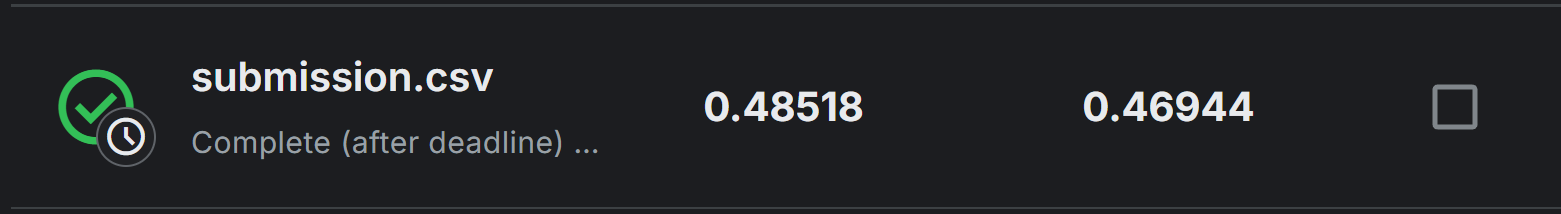 submission.csv
Complete (after deadline) ...
0.48518
0.46944